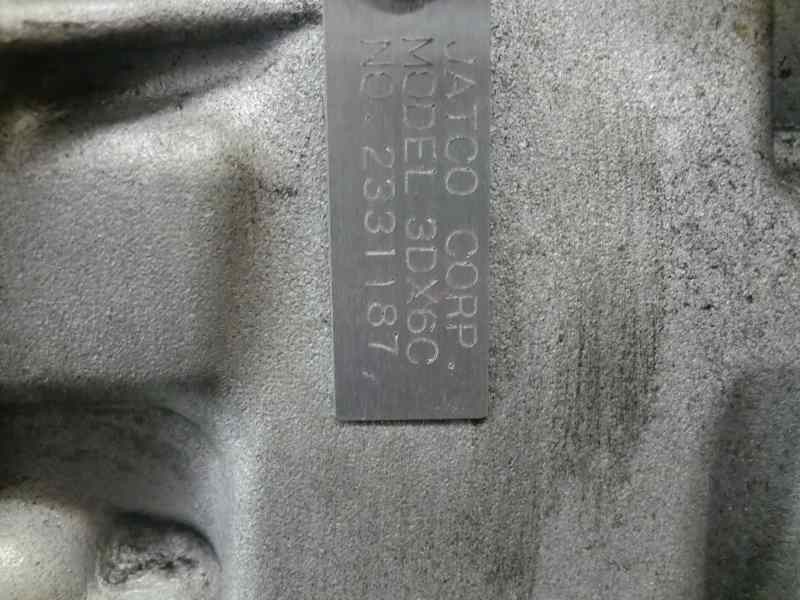 JATCO CORP.
MODEL 3DX6C
NO. 2331187,